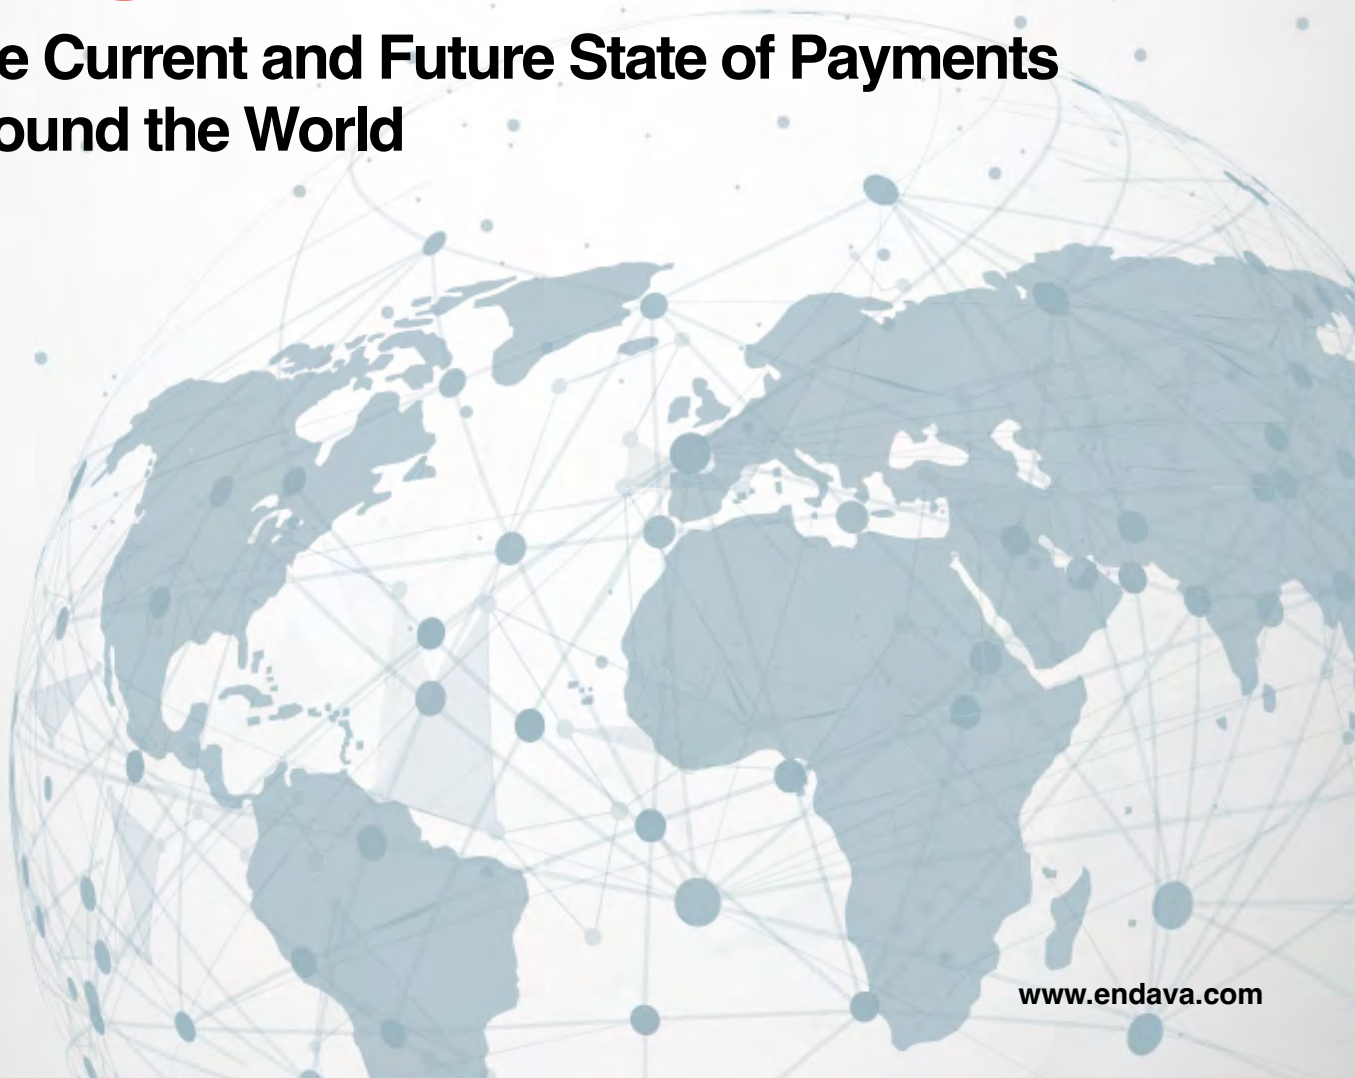 e Current and Future State of Payments
ound the World
www.endava.com